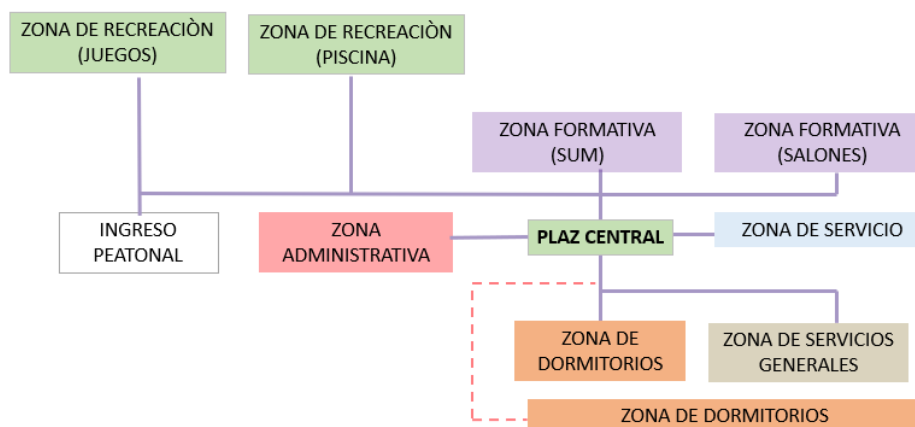 ZONA DE RECREACIÒN
(JUEGOS)
ZONA DE RECREACIÒN
(PISCINA)
ZONA FORMATIVA
(SUM)
ZONA FORMATIVA
(SALONES)
INGRESO
PEATONAL
ZONA
ADMINISTRATIVA
PLAZ CENTRAL
ZONA DE SERVICIO
ZONA DE
DORMITORIOS
ZONA DE SERVICIOS
GENERALES
ZONA DE DORMITORIOS